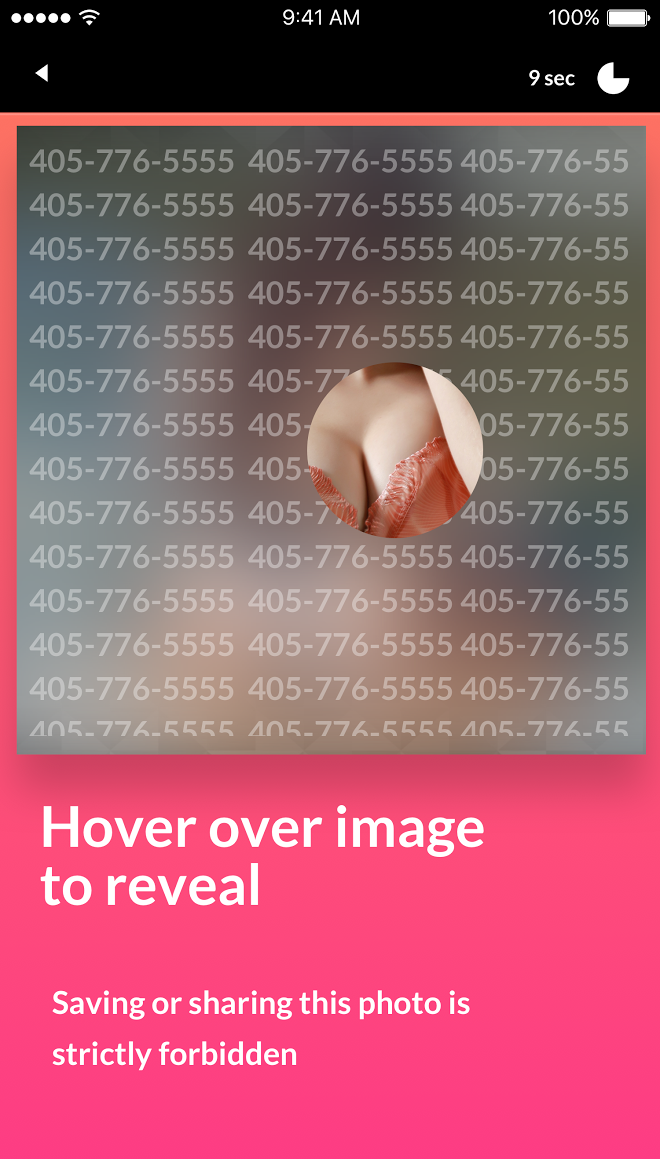 9:41 AM 100%
9 sec
405-776-5555 405-776-5555 405-776-55
405-776-5555 405-776-5555 405-776-55
405-776-5555 405-776-5555 405-776-55
405-776-5555 405-776-5555 405-776-55
405-776-5555 405-776-5555 405-776-55
405-776-5555 405-77 5 405-776-55
405-776-5555 405- 05-776-55
405-776-5555 405- 05-776-55
405-776-5555 405-7 405-776-55
405-776-5555 405-776-5555 405-776-55
405-776-5555 405-776-5555 405-776-55
405-776-5555 405-776-5555 405-776-55
405-776-5555 405-776-5555 405-776-55
405-776-5555 405-776-5555 405-776-55
Hover over image
to reveal
Saving or sharing this photo is
strictly forbidden